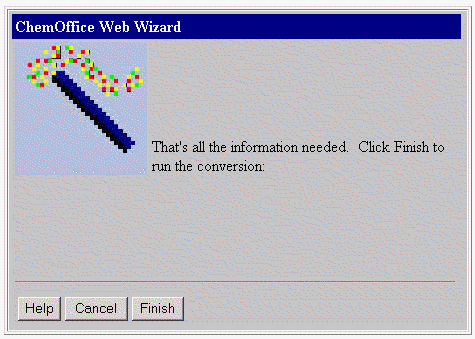 ChemOffice Web Wizard
That's all the information needed.  Click Finish to
run the conversion:
Help Cancel Finish